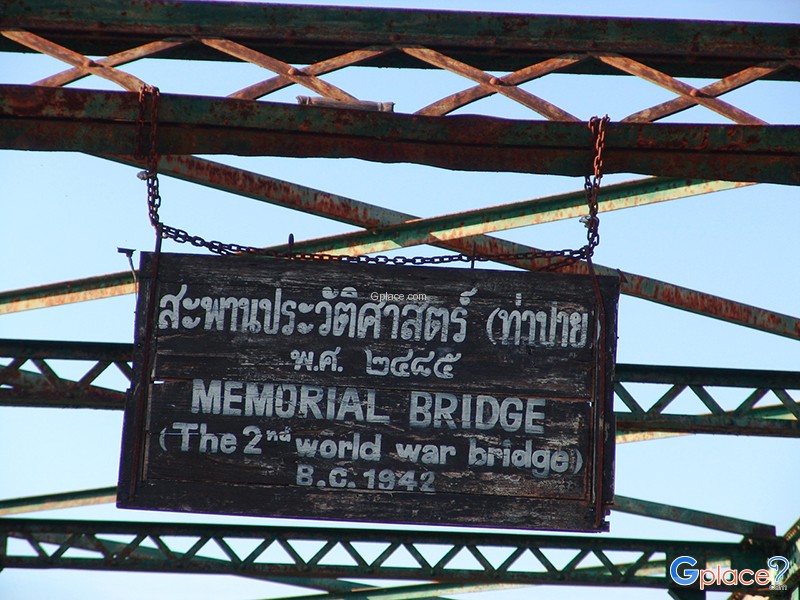 Gplace.com
สะพานประวัติศาสตร์ (ท่าปาย)
พ.ศ. ๒๔๘๕
MEMORIAL BRIDGE
(The 2nd world war bridge)
B.C. 1942
Gplace?.com